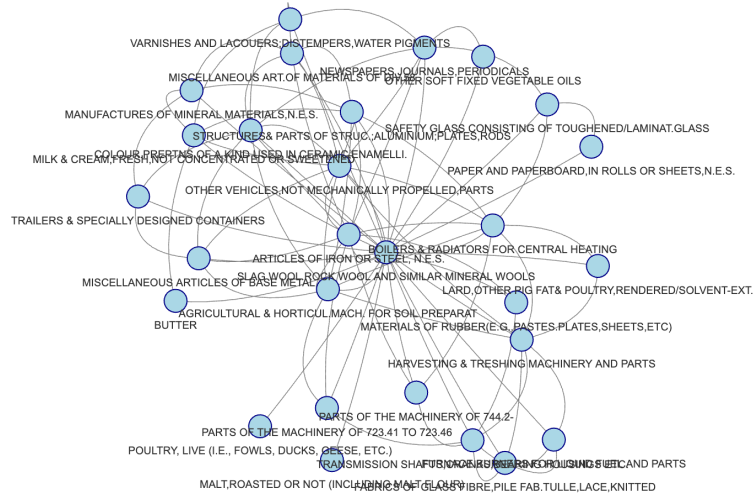 VARNISHES AND LACQUERS;DISTEMPERS,WATER PIGMENTS
NEWSPAPERS,JOURNALS,PERIODICALS
MISCELLANEOUS ART.OF MATERIALS OF
OTHER SOFT FIXED VEGETABLE OILS
MANUFACTURES OF MINERAL MATERIALS,N.E.S.
SAFETY GLASS CONSISTING OF TOUGHENED/LAMINAT.GLASS
STRUCTURES& PARTS OF STRUC.;ALUMINIUM;PLATES,RODS
COLOUR PREPTNS OF A KIND USED IN CERAMIC,ENAMELLI.
MILK & CREAM,FRESH,NOT CONCENTRATED OR SWEETENED
PAPER AND PAPERBOARD,IN ROLLS OR SHEETS,N.E.S.
OTHER VEHICLES,NOT MECHANICALLY PROPELLED,PARTS
TRAILERS & SPECIALLY DESIGNED CONTAINERS
BOILERS & RADIATORS FOR CENTRAL HEATING
ARTICLES OF IRON OR STEEL, N.E.S.
SLAG WOOL,ROCK WOOL AND SIMILAR MINERAL WOOLS
MISCELLANEOUS ARTICLES OF BASE METAL
LARD,OTHER PIG FAT& POULTRY,RENDERED/SOLVENT-EXT.
AGRICULTURAL & HORTICUL.MACH. FOR SOIL PREPARAT
BUTTER
MATERIALS OF RUBBER(E.G. PASTES.PLATES,SHEETS,ETC)
HARVESTING & TRESHING MACHINERY AND PARTS
PARTS OF THE MACHINERY OF 744.2-
PARTS OF THE MACHINERY OF 723.41 TO 723.46
POULTRY, LIVE (I.E., FOWLS, DUCKS, GEESE, ETC.)
TRANSMISSION SHAFTS
FURNACE BURNERS FOR LIQUID FUEL AND PARTS
MALT,ROASTED OR NOT (INCLUDING MALT FLOUR)
FABRICS OF GLASS FIBRE,PILE FAB.TULLE,LACE,KNITTED